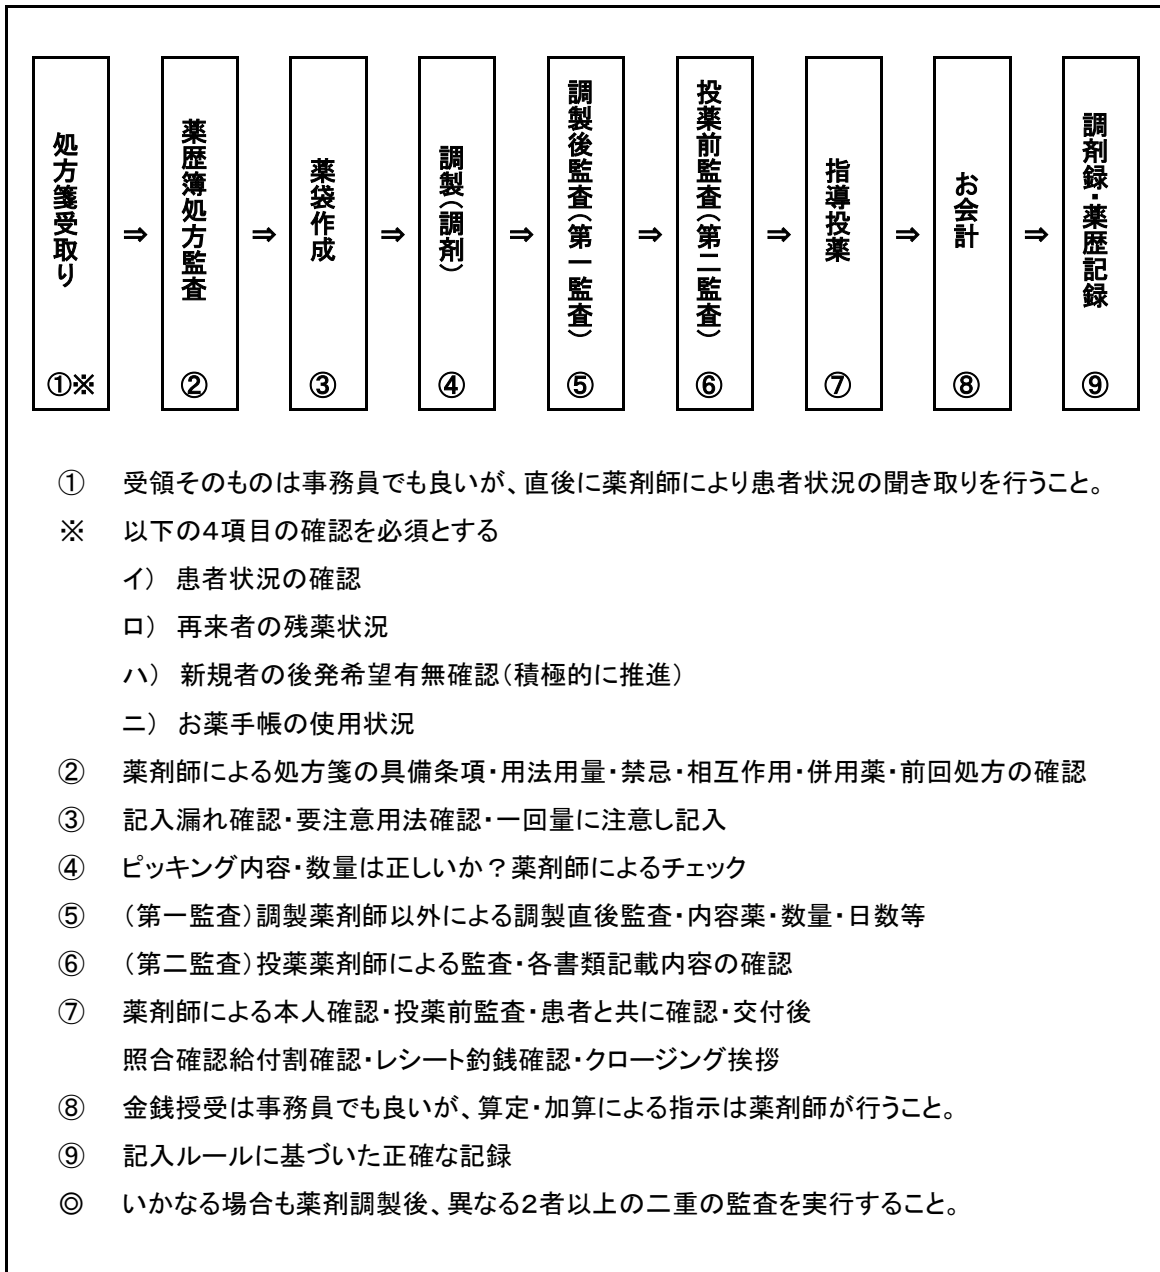 処方箋受取り ①※
⇒
薬歴簿処方監査 ②
⇒
薬袋作成 ③
⇒
調製（調剤） ④
⇒
調製後監査（第一監査） ⑤
⇒
投薬前監査（第二監査） ⑥
⇒
指導投薬 ⑦
⇒
お会計 ⑧
⇒
調剤録・薬歴記録 ⑨
① 受領そのものは事務員でも良いが、直後に薬剤師により患者状況の聞き取りを行うこと。
※ 以下の４項目の確認を必須とする
イ） 患者状況の確認
ロ） 再来者の残薬状況
ハ） 新規者の後発希望有無確認（積極的に推進）
ニ） お薬手帳の使用状況
② 薬剤師による処方箋の具備条項・用法用量・禁忌・相互作用・併用薬・前回処方の確認
③ 記入漏れ確認・要注意用法確認・一回量に注意し記入
④ ピッキング内容・数量は正しいか？薬剤師によるチェック
⑤ （第一監査）調製薬剤師以外による調製直後監査・内容薬・数量・日数等
⑥ （第二監査）投薬薬剤師による監査・各書類記載内容の確認
⑦ 薬剤師による本人確認・投薬前監査・患者と共に確認・交付後
照合確認給付割確認・レシート釣銭確認・クロージング挨拶
⑧ 金銭授受は事務員でも良いが、算定・加算による指示は薬剤師が行うこと。
⑨ 記入ルールに基づいた正確な記録
◎ いかなる場合も薬剤調製後、異なる２者以上の二重の監査を実行すること。